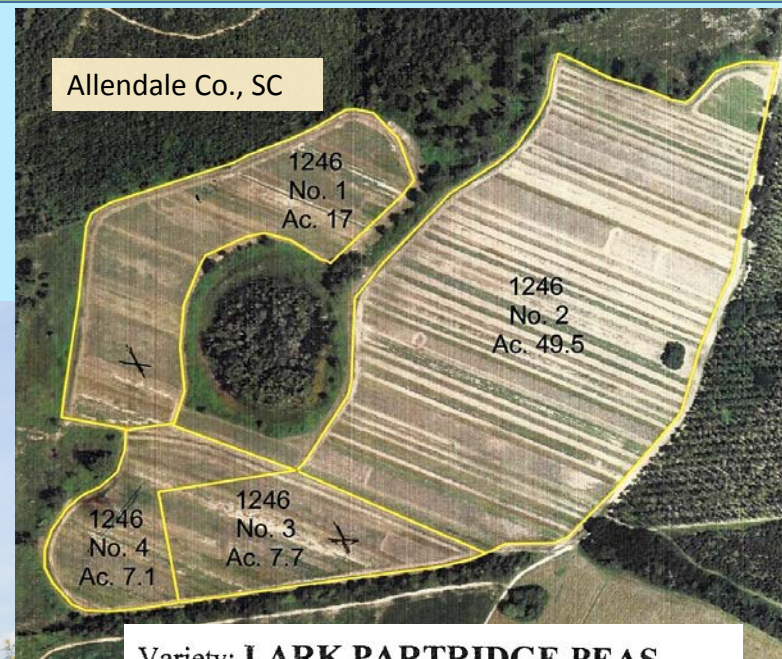 Allendale Co., SC
1246
No. 1
Ac. 17
1246
No. 2
Ac. 49.5
1246
No. 3
Ac. 7.7
1246
No. 4
Ac. 7.1
Variety: LARK PARTRIDGE PEAS